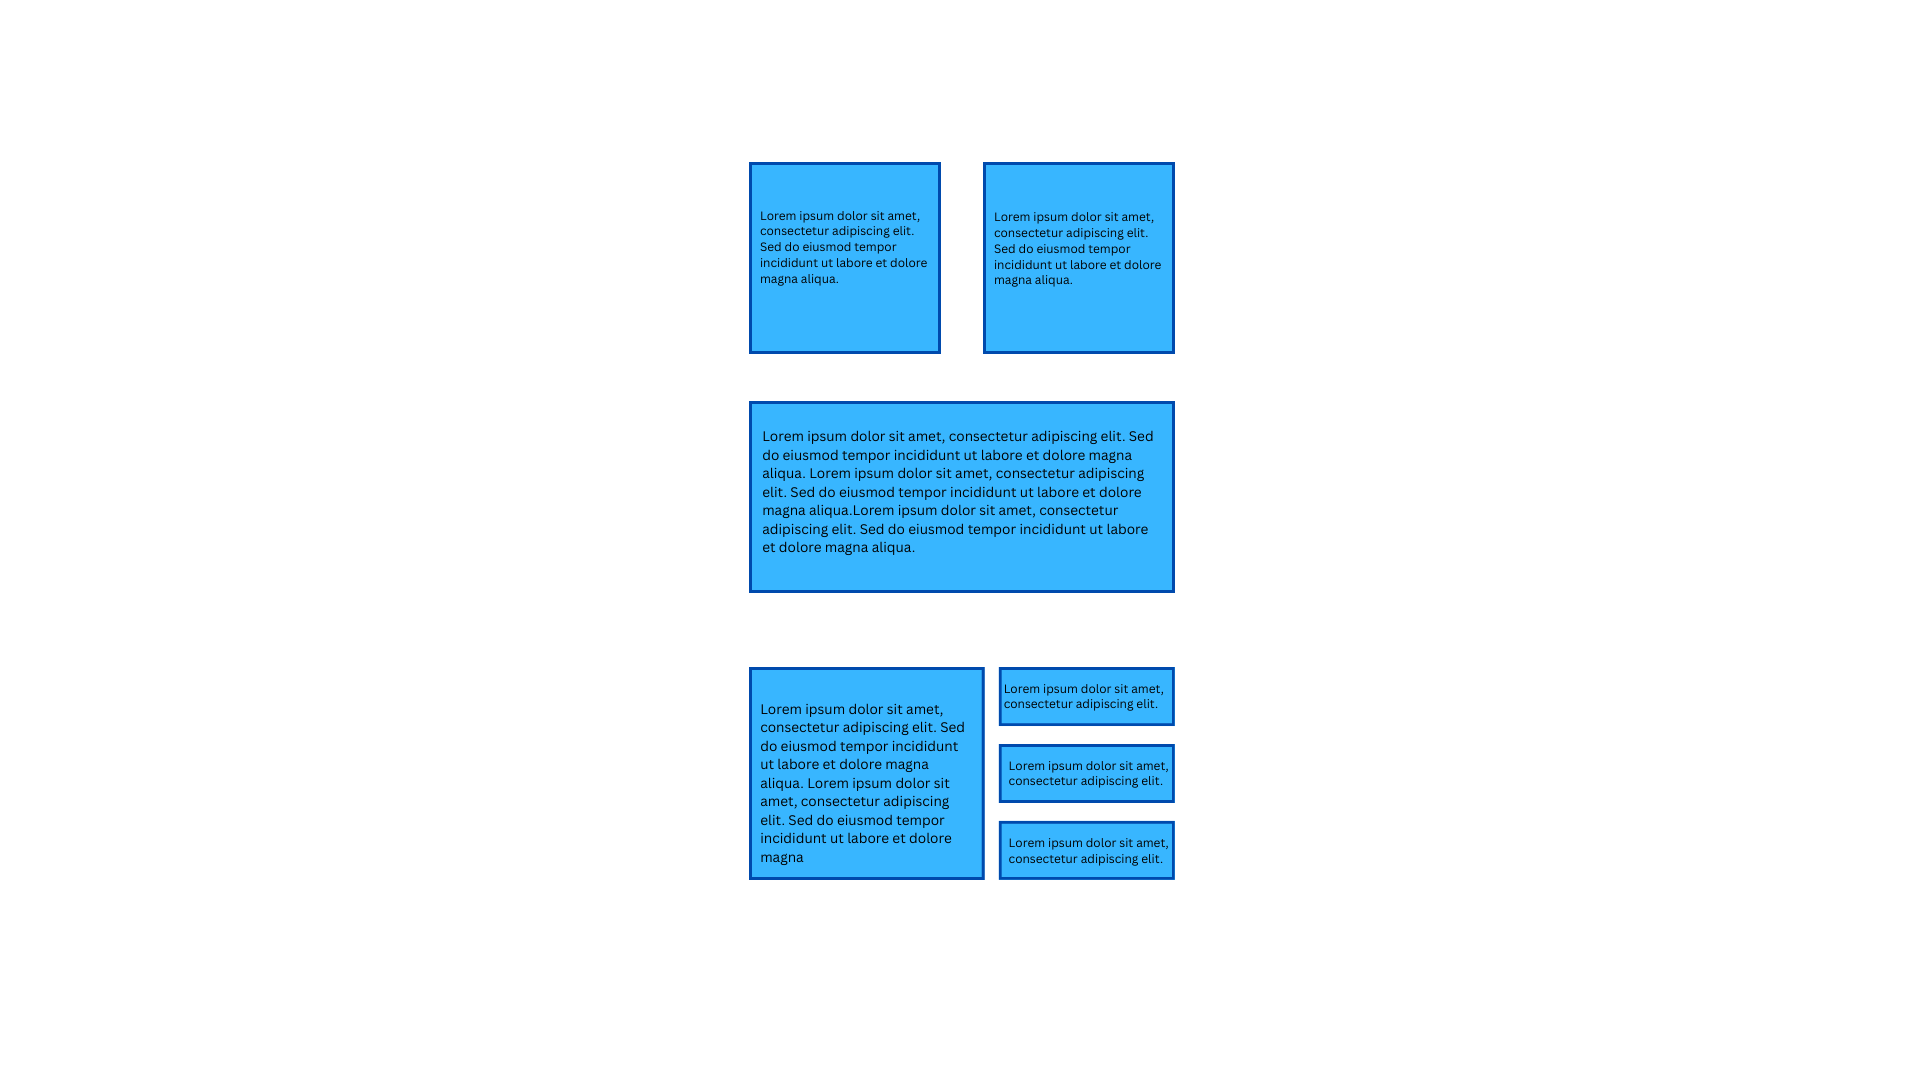 Lorem ipsum dolor sit amet,
consectetur adipiscing elit.
Sed do eiusmod tempor
incididunt ut labore et dolore
magna aliqua.
Lorem ipsum dolor sit amet,
consectetur adipiscing elit.
Sed do eiusmod tempor
incididunt ut labore et dolore
magna aliqua.
Lorem ipsum dolor sit amet, consectetur adipiscing elit. Sed
do eiusmod tempor incididunt ut labore et dolore magna
aliqua. Lorem ipsum dolor sit amet, consectetur adipiscing
elit. Sed do eiusmod tempor incididunt ut labore et dolore
magna aliqua.Lorem ipsum dolor sit amet, consectetur
adipiscing elit. Sed do eiusmod tempor incididunt ut labore
et dolore magna aliqua.
Lorem ipsum dolor sit amet,
consectetur adipiscing elit. Sed
do eiusmod tempor incididunt
ut labore et dolore magna
aliqua. Lorem ipsum dolor sit
amet, consectetur adipiscing
elit. Sed do eiusmod tempor
incididunt ut labore et dolore
magna
Lorem ipsum dolor sit amet,
consectetur adipiscing elit.
Lorem ipsum dolor sit amet,
consectetur adipiscing elit.
Lorem ipsum dolor sit amet,
consectetur adipiscing elit.